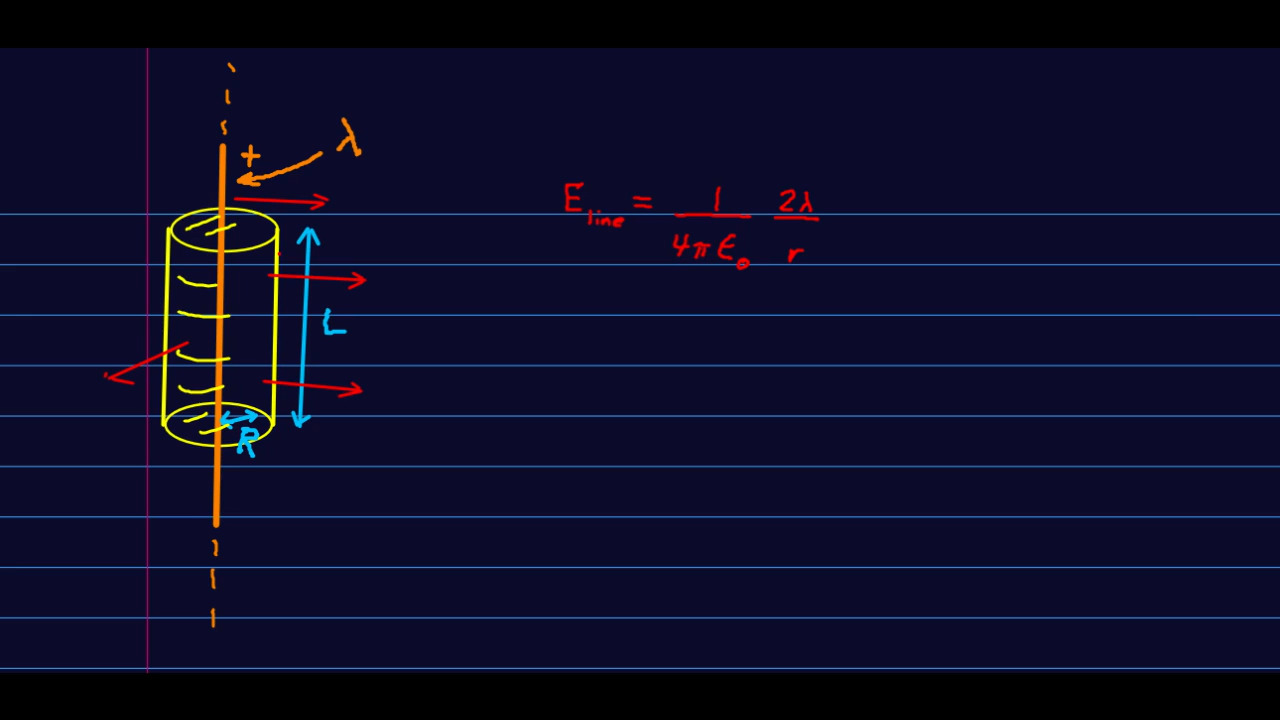 λ
+
E_line = 1/(4πε₀) 2λ/r
L
R